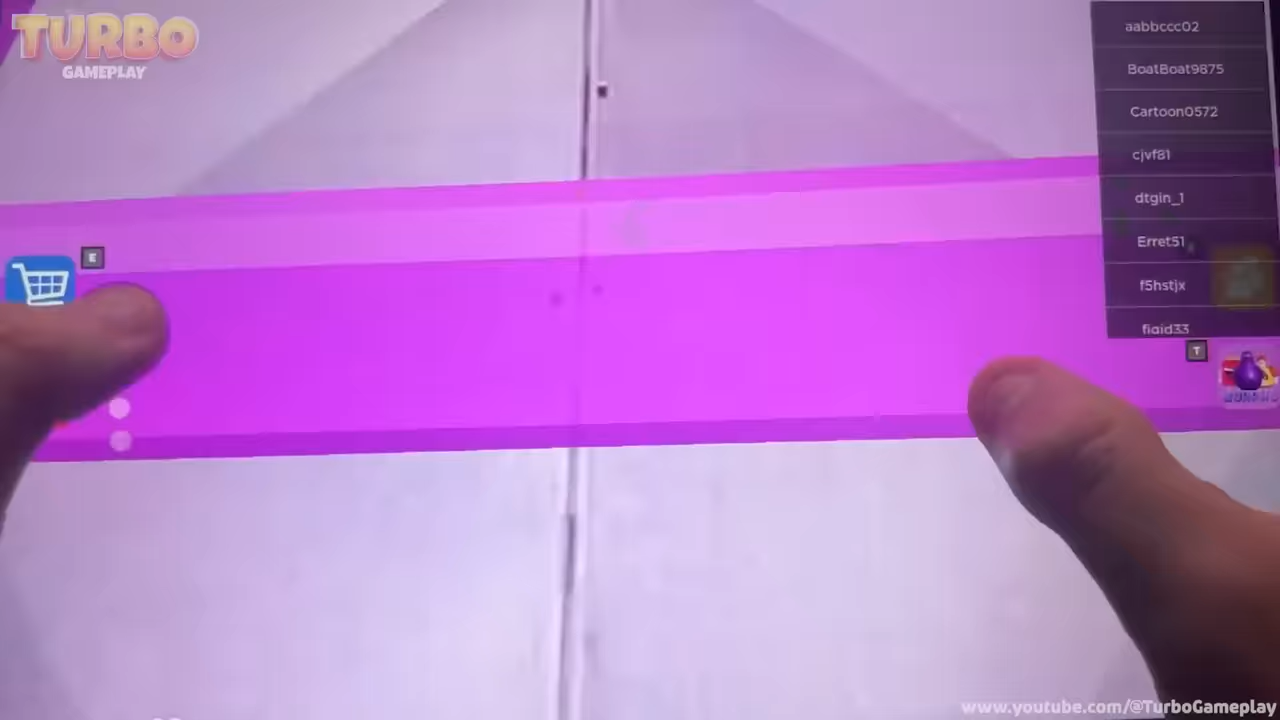 TURBO
GAMEPLAY
aabbccc02
BoatBoat9875
Cartoon0572
cjvf81
dtgin_1
Erret51
f5hstjx
E
T
www.youtube.com/@TurboGameplay